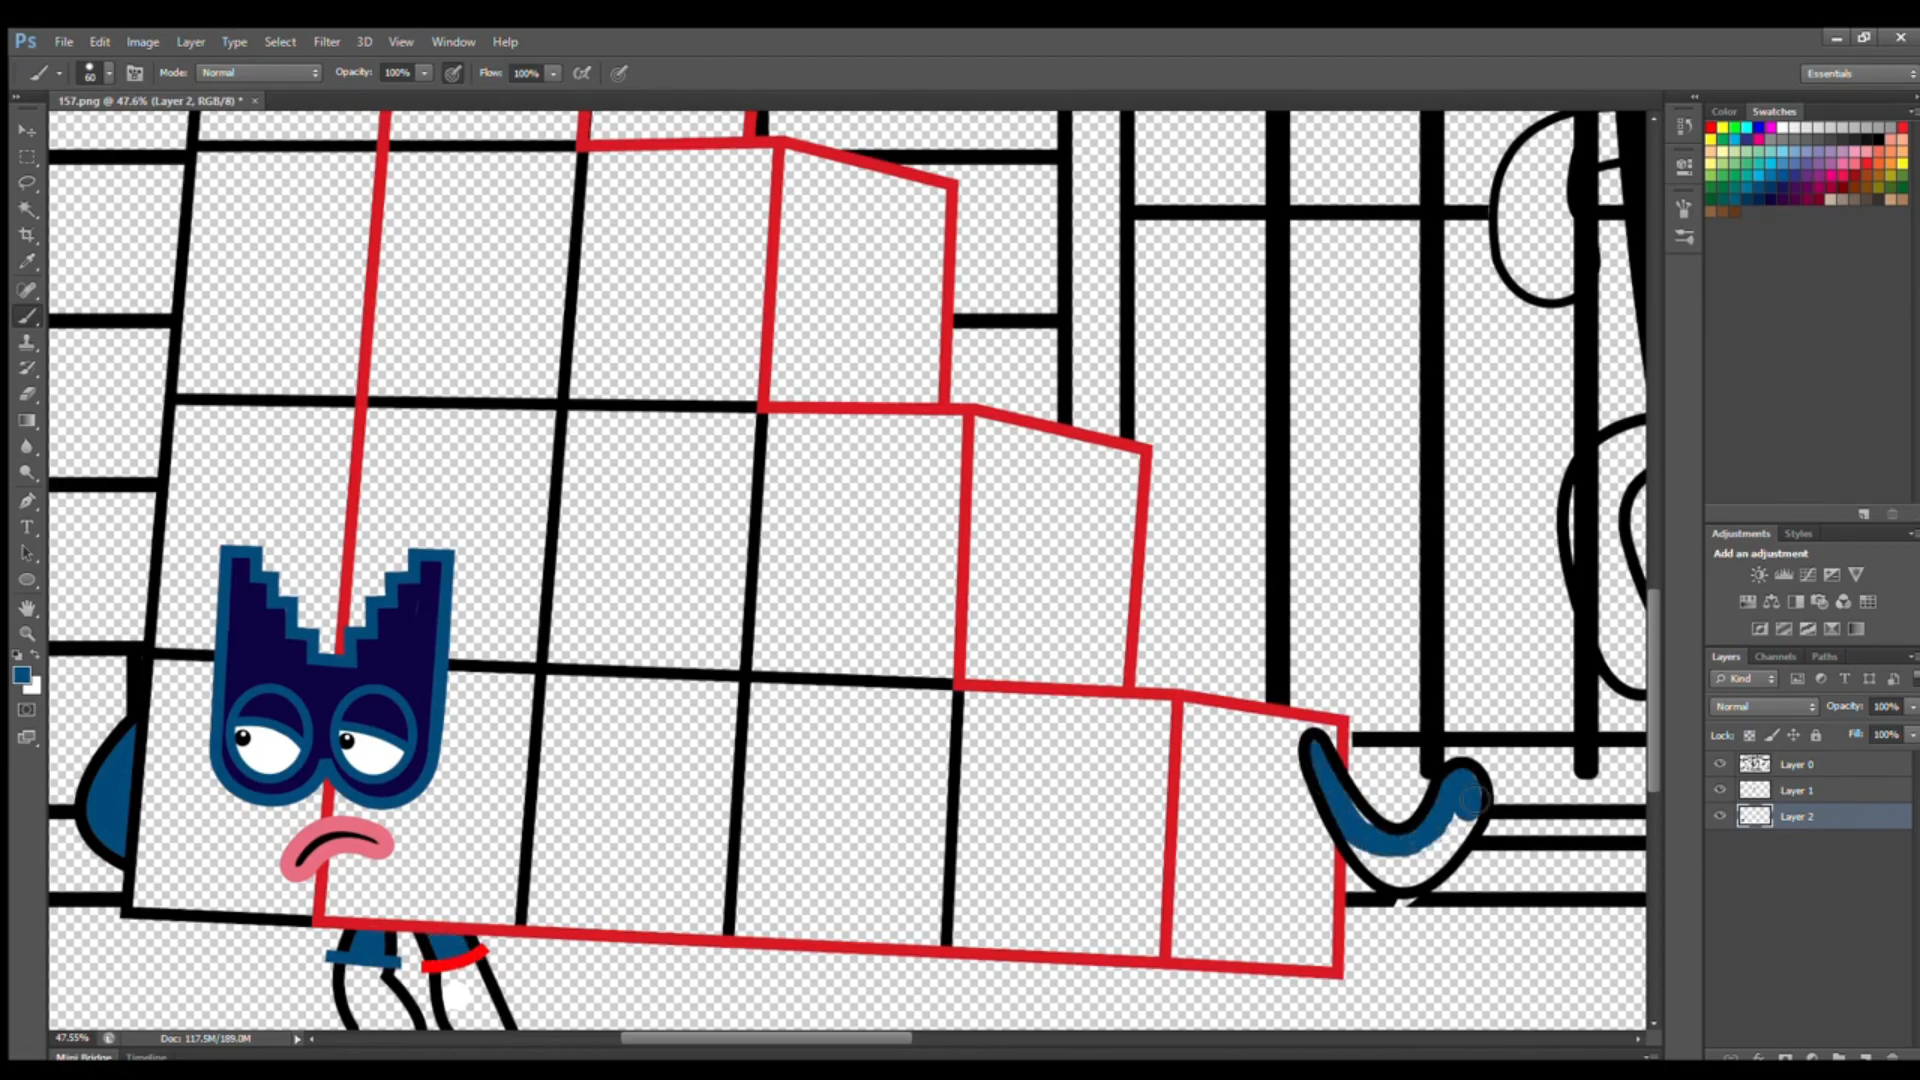 Ps File Edit Image Layer Type Select Filter 3D View Window Help
60 Mode: Normal Opacity: 100% Flow: 100% Essentials
157.png @ 47.6% (Layer 2, RGB/8) * ×
Color Swatches
Adjustments Styles
Add an adjustment
Layers Channels Paths
Kind
Normal Opacity: 100%
Lock: Fill: 100%
Layer 0
Layer 1
Layer 2
47.55% Doc: 117.5M/189.0M
Mini Bridge Timeline